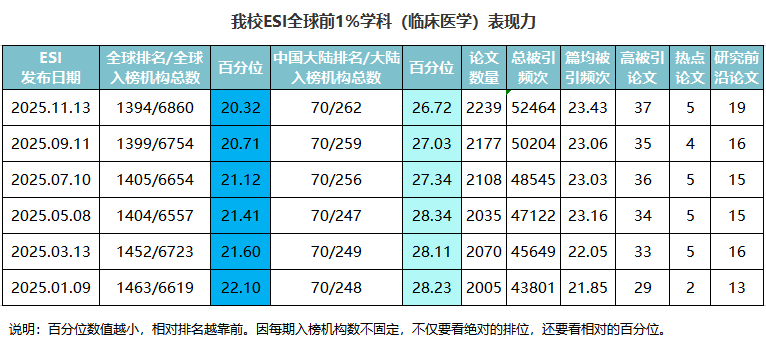 我校ESI全球前1%学科（临床医学）表现力
ESI 发布日期 全球排名/全球入榜机构总数 百分位 中国大陆排名/大陆入榜机构总数 百分位 论文数量 总被引频次 篇均被引频次 高被引论文 热点论文 研究前沿论文
2025.11.13 1394/6860 20.32 70/262 26.72 2239 52464 23.43 37 5 19
2025.09.11 1399/6754 20.71 70/259 27.03 2177 50204 23.06 35 4 16
2025.07.10 1405/6654 21.12 70/256 27.34 2108 48545 23.03 36 5 15
2025.05.08 1404/6557 21.41 70/247 28.34 2035 47122 23.16 34 5 15
2025.03.13 1452/6723 21.60 70/249 28.11 2070 45649 22.05 33 5 16
2025.01.09 1463/6619 22.10 70/248 28.23 2005 43801 21.85 29 2 13
说明：百分位数值越小，相对排名越靠前。因每期入榜机构数不固定，不仅要看绝对的排位，还要看相对的百分位。